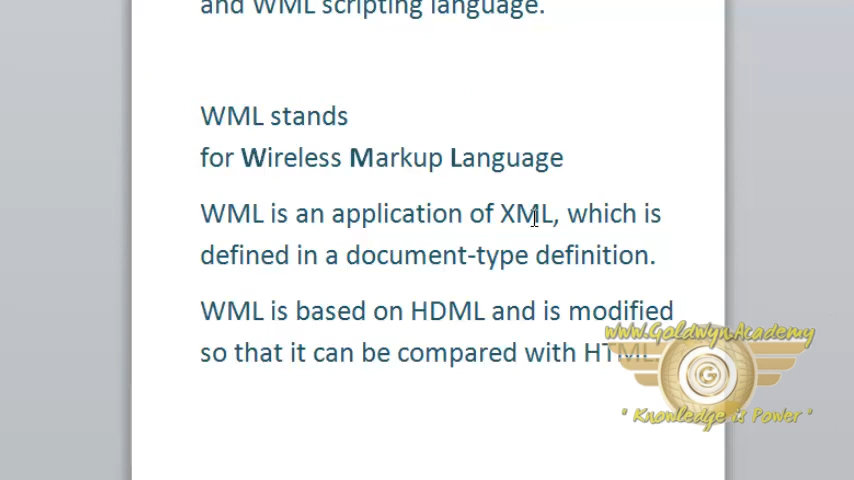 and WML scripting language.
WML stands
for Wireless Markup Language
WML is an application of XML, which is
defined in a document-type definition.
WML is based on HDML and is modified
so that it can be compared with HTML.
www.GoldwynAcademy
G
" Knowledge is Power "